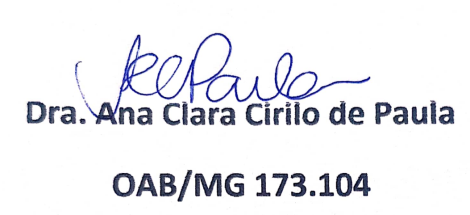 Dra. Ana Clara Cirilo de Paula
OAB/MG 173.104